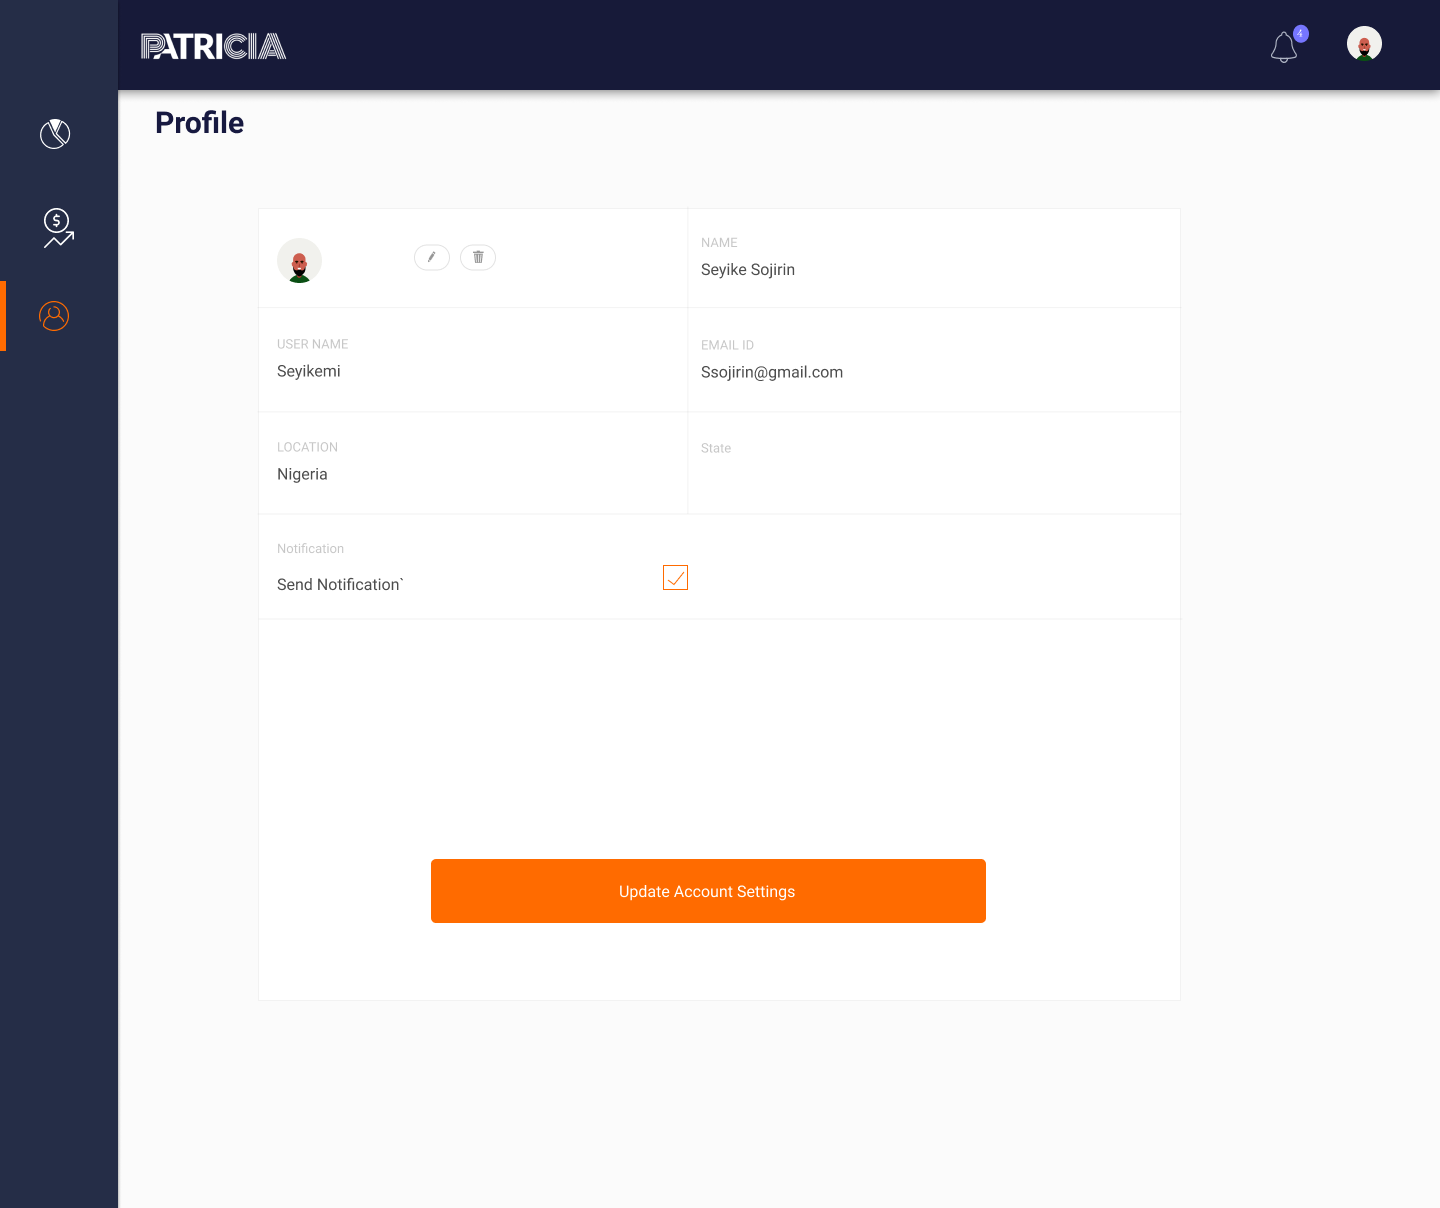 PATRICIA
4
Profile
$
NAME
Seyike Sojirin
USER NAME
Seyikemi
EMAIL ID
Ssojirin@gmail.com
LOCATION
Nigeria
State
Notification
Send Notification`
Update Account Settings